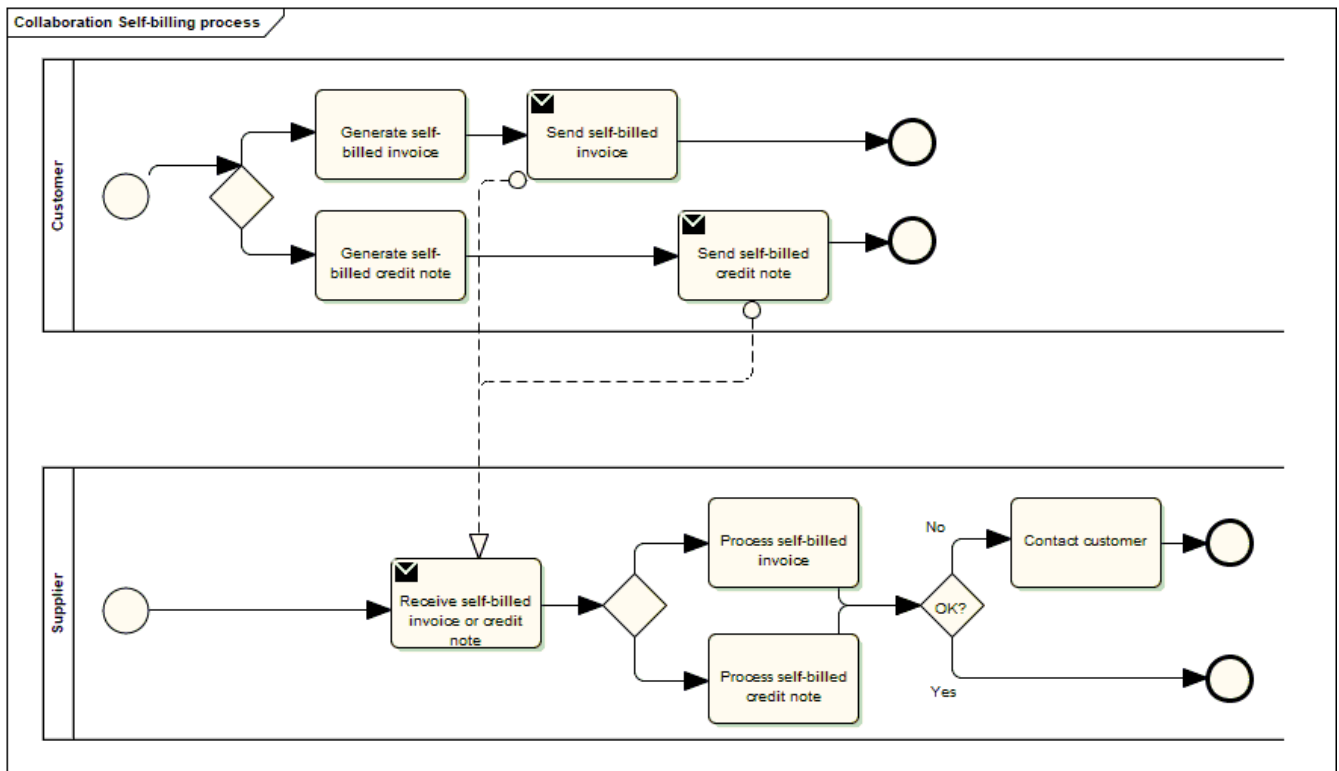 Collaboration Self-billing process
Customer
Generate self-
billed invoice
Send self-billed
invoice
Generate self-
billed credit note
Send self-billed
credit note
Supplier
Receive self-billed
invoice or credit
note
Process self-billed
invoice
Process self-billed
credit note
OK?
No
Contact customer
Yes